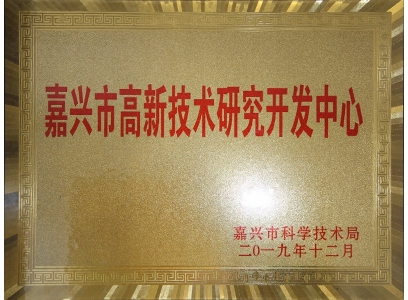 嘉兴市高新技术研究开发中心
嘉兴市科学技术局
二〇一九年十二月